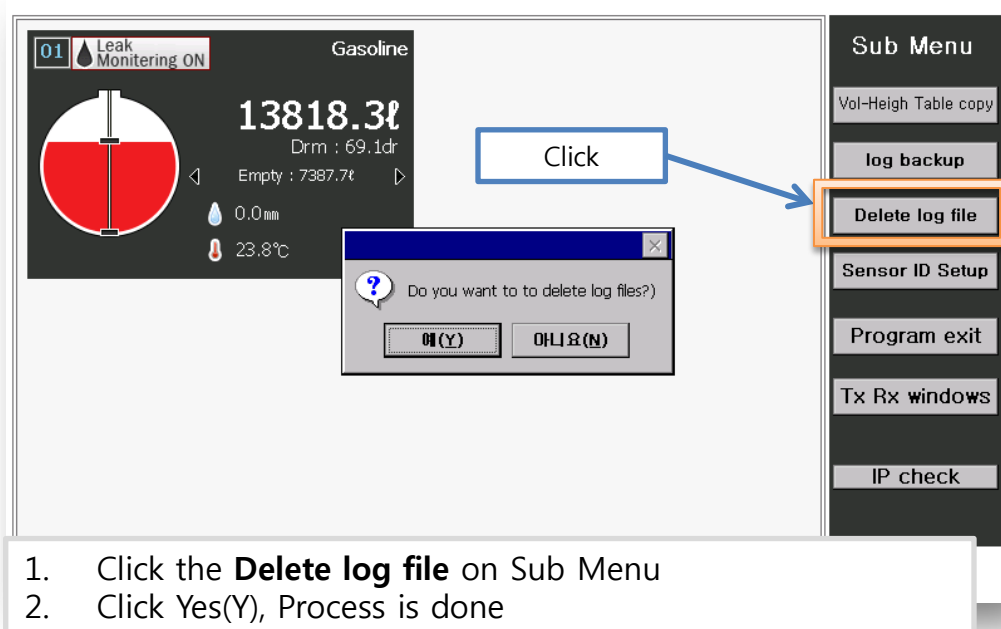 01 Leak Monitering ON Gasoline
13818.3ℓ
Drm : 69.1dr
Empty : 7387.7ℓ
0.0mm
23.8℃
Click
Do you want to to delete log files?)
예(Y) 아니요(N)
Sub Menu
Vol-Heigh Table copy
log backup
Delete log file
Sensor ID Setup
Program exit
Tx Rx windows
IP check
1. Click the Delete log file on Sub Menu
2. Click Yes(Y), Process is done